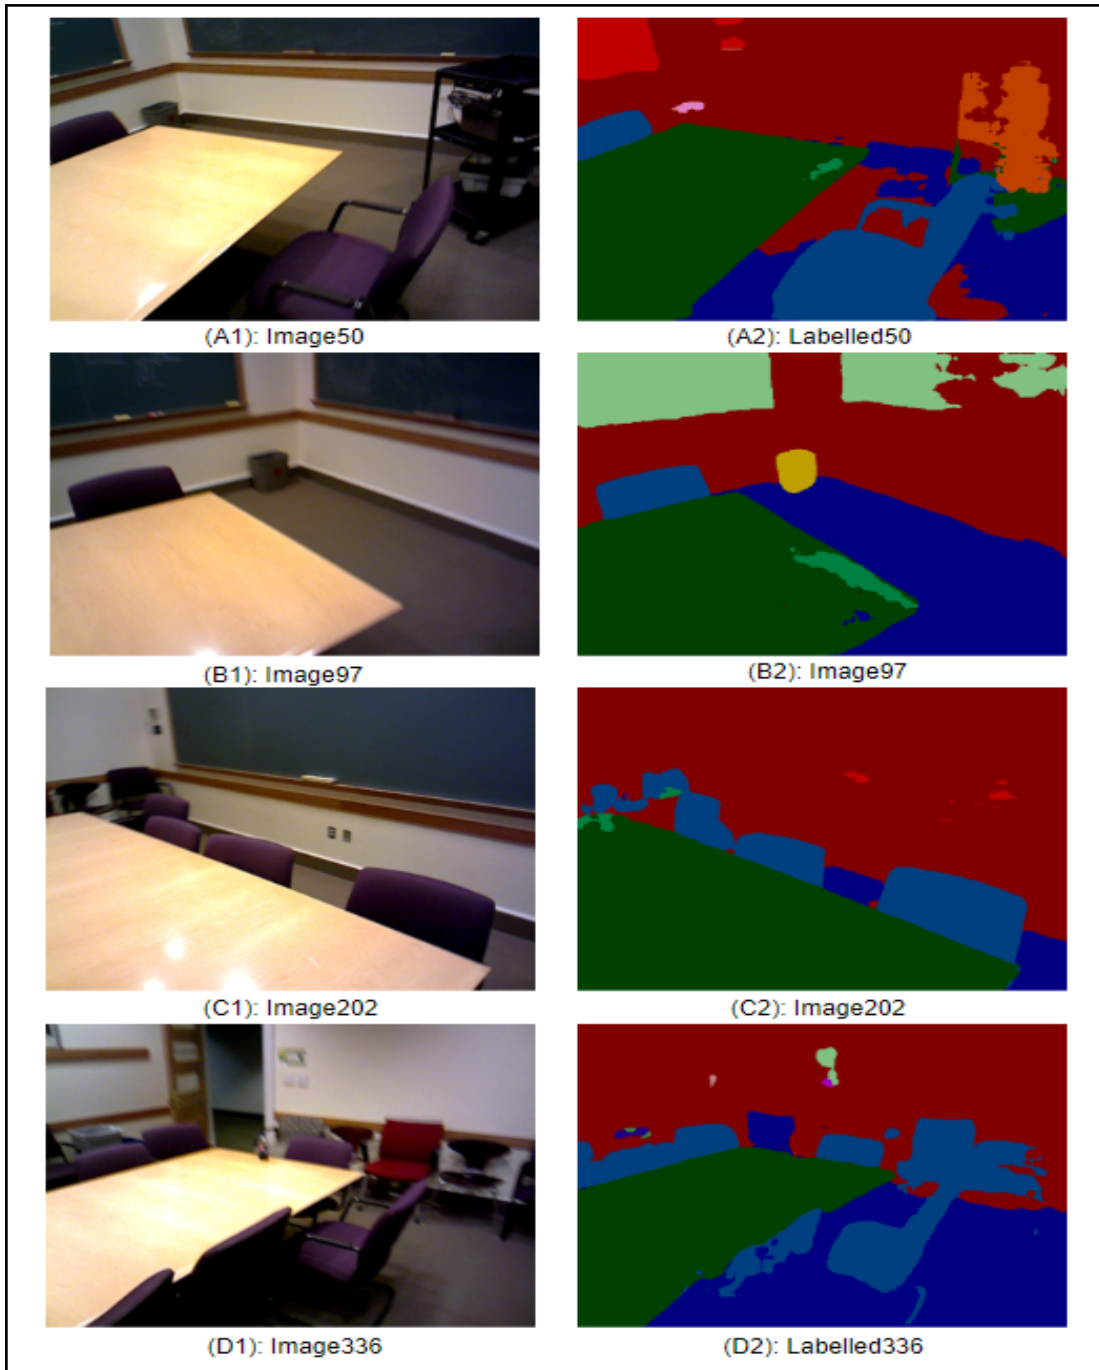 (A1): Image50
(A2): Labelled50
(B1): Image97
(B2): Image97
(C1): Image202
(C2): Image202
(D1): Image336
(D2): Labelled336